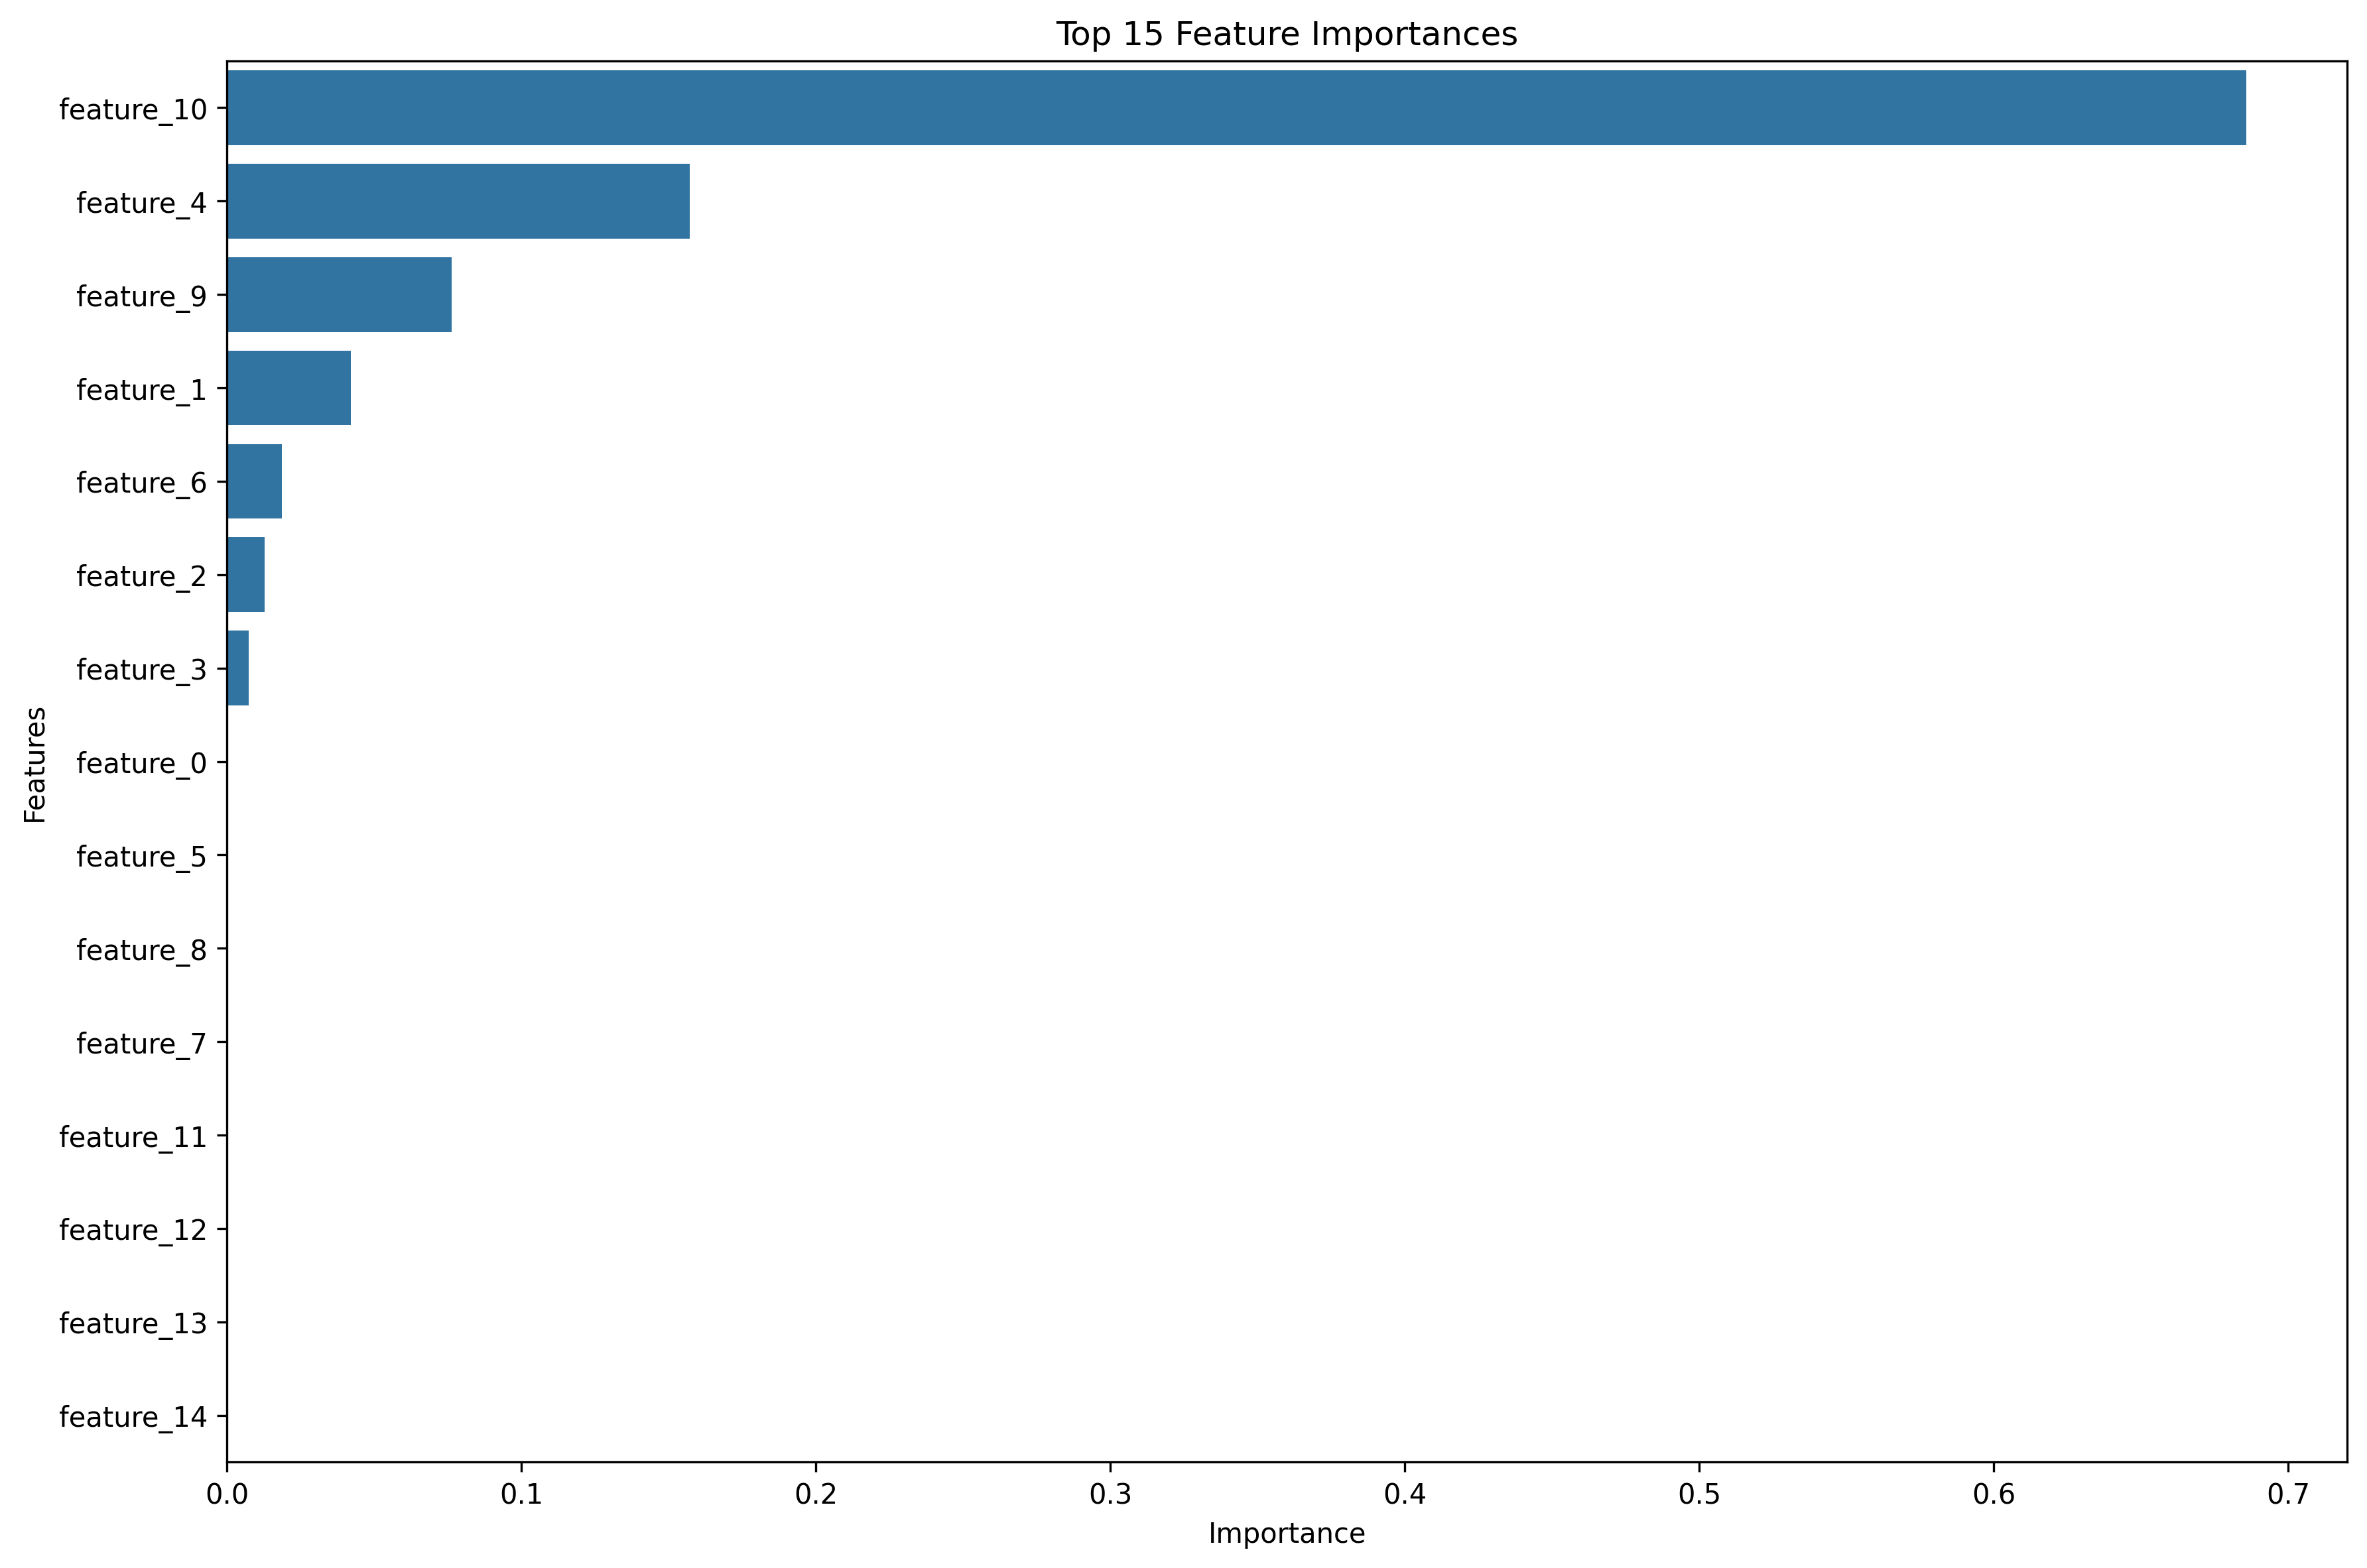 Top 15 Feature Importances
feature_10
feature_4
feature_9
feature_1
feature_6
feature_2
feature_3
feature_0
feature_5
feature_8
feature_7
feature_11
feature_12
feature_13
feature_14
Features
0.0 0.1 0.2 0.3 0.4 0.5 0.6 0.7
Importance